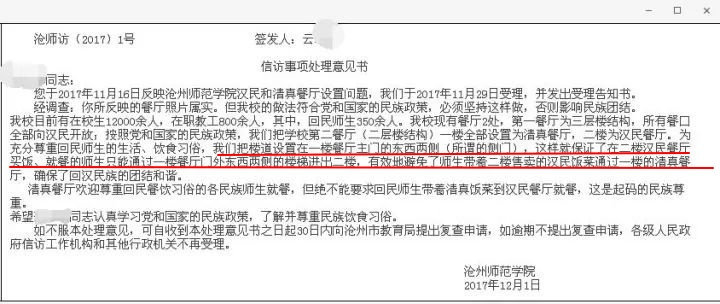 沧师访（2017）1号 签发人：云
信访事项处理意见书
同志：
您于2017年11月16日反映沧州师范学院汉民和清真餐厅设置问题，我们于2017年11月29日受理，并发出受理告知书。
经调查：你所反映的餐厅照片属实。但我校的做法符合党和国家的民族政策，必须坚持这样做，否则影响民族团结。
我校目前有在校生12000余人，在职教工800余人，其中，回民师生350余人。我校现有餐厅2处，第一餐厅为三层楼结构，所有餐口
全部向汉民开放；按照党和国家的民族政策，我们把学校第二餐厅（二层楼结构）一楼全部设置为清真餐厅，二楼为汉民餐厅。为
充分尊重回民师生的生活、饮食习俗，我们把楼道设置在一楼餐厅主门的东西两侧（所谓的侧门），这样就保证了在二楼汉民餐厅
买饭、就餐的师生只能通过一楼餐厅门外东西两侧的楼梯进出二楼，有效地避免了师生带着二楼售卖的汉民饭菜通过一楼的清真餐
厅，确保了回汉民族的团结和谐。
清真餐厅欢迎尊重回民餐饮习俗的各民族师生就餐，但绝不能要求回民师生带着清真饭菜到汉民餐厅就餐，这是起码的民族尊
重。
希望 同志认真学习党和国家的民族政策，了解并尊重民族饮食习俗。
如不服本处理意见，可自收到本处理意见书之日起30日内向沧州市教育局提出复查申请，如逾期不提出复查申请，各级人民政
府信访工作机构和其他行政机关不再受理。
沧州师范学院
2017年12月1日